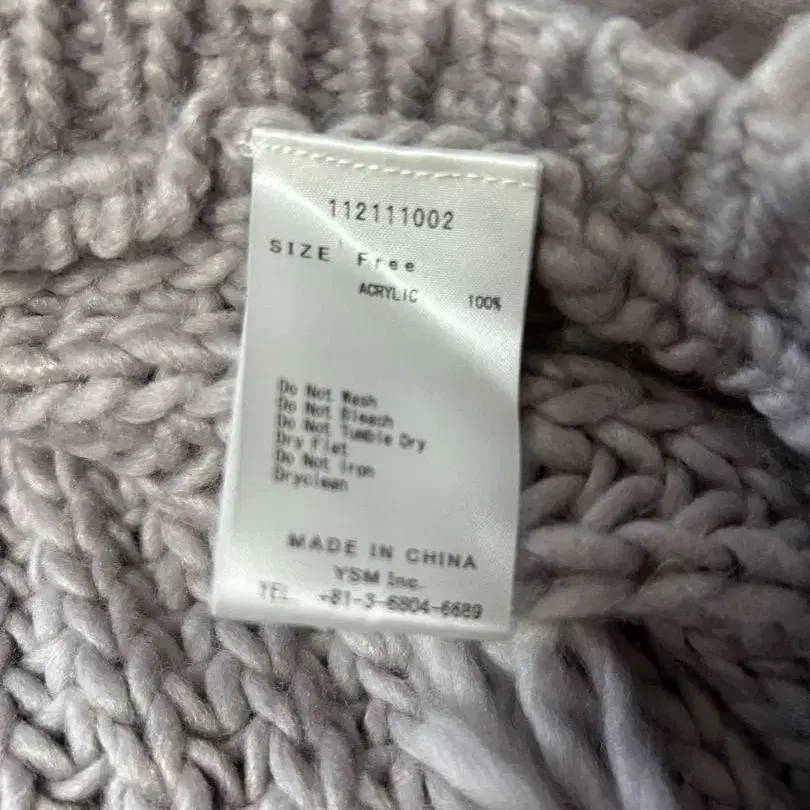 112111002
SIZE Free
ACRYLIC 100%
Do Not Wash
Do Not Bleach
Do Not Tumble Dry
Dry Flat
Do Not Iron
Dryclean
MADE IN CHINA
YSM Inc.
TEL +81-3-6804-6689